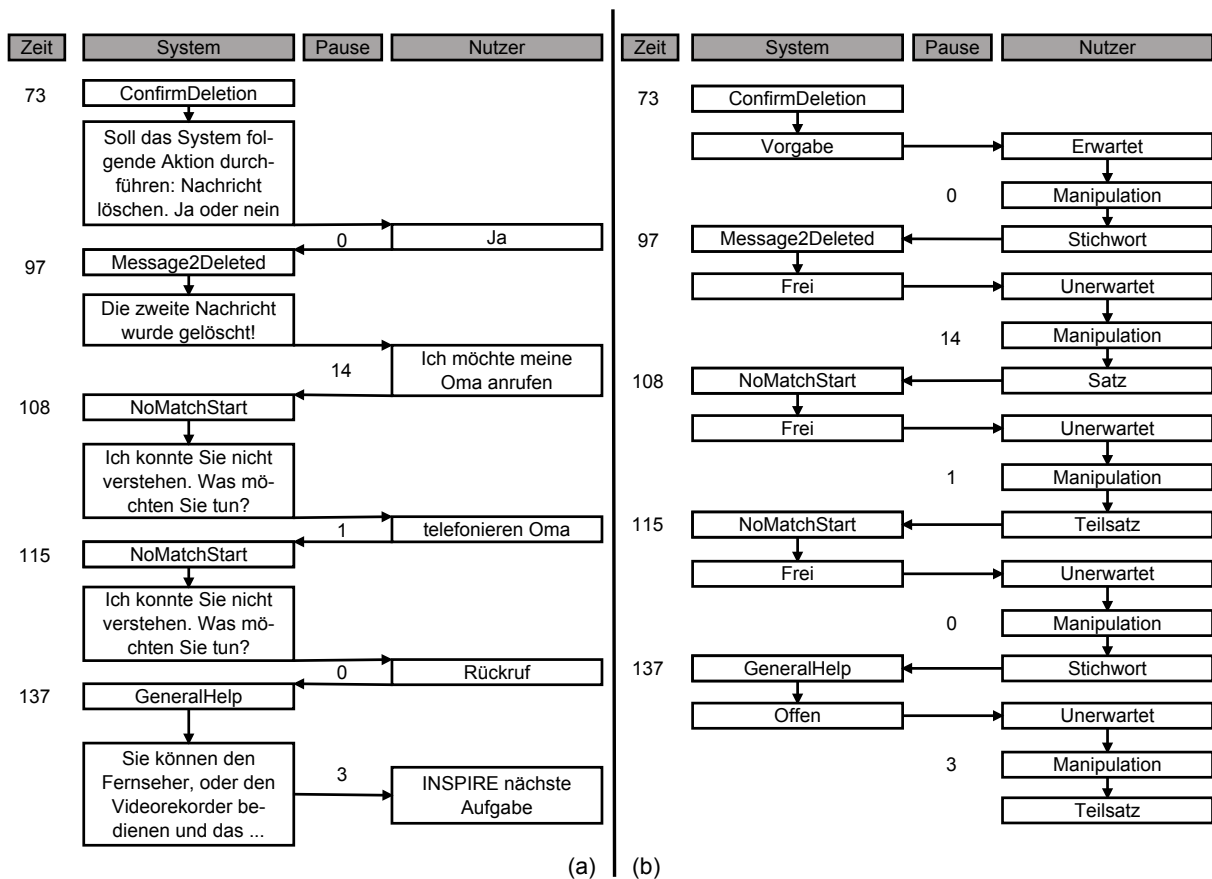 Zeit System Pause Nutzer
73
ConfirmDeletion
Soll das System fol-
gende Aktion durch-
führen: Nachricht
löschen. Ja oder nein
0
Ja
97
Message2Deleted
Die zweite Nachricht
wurde gelöscht!
14
Ich möchte meine
Oma anrufen
108
NoMatchStart
Ich konnte Sie nicht
verstehen. Was mö-
chten Sie tun?
1
telefonieren Oma
115
NoMatchStart
Ich konnte Sie nicht
verstehen. Was mö-
chten Sie tun?
0
Rückruf
137
GeneralHelp
Sie können den
Fernseher, oder den
Videorekorder be-
dienen und das ...
3
INSPIRE nächste
Aufgabe
(a)
Zeit System Pause Nutzer
73
ConfirmDeletion
Vorgabe
Erwartet
0
Manipulation
97
Message2Deleted
Stichwort
Frei
Unerwartet
14
Manipulation
108
NoMatchStart
Satz
Frei
Unerwartet
1
Manipulation
115
NoMatchStart
Teilsatz
Frei
Unerwartet
0
Manipulation
137
GeneralHelp
Stichwort
Offen
Unerwartet
3
Manipulation
Teilsatz
(b)